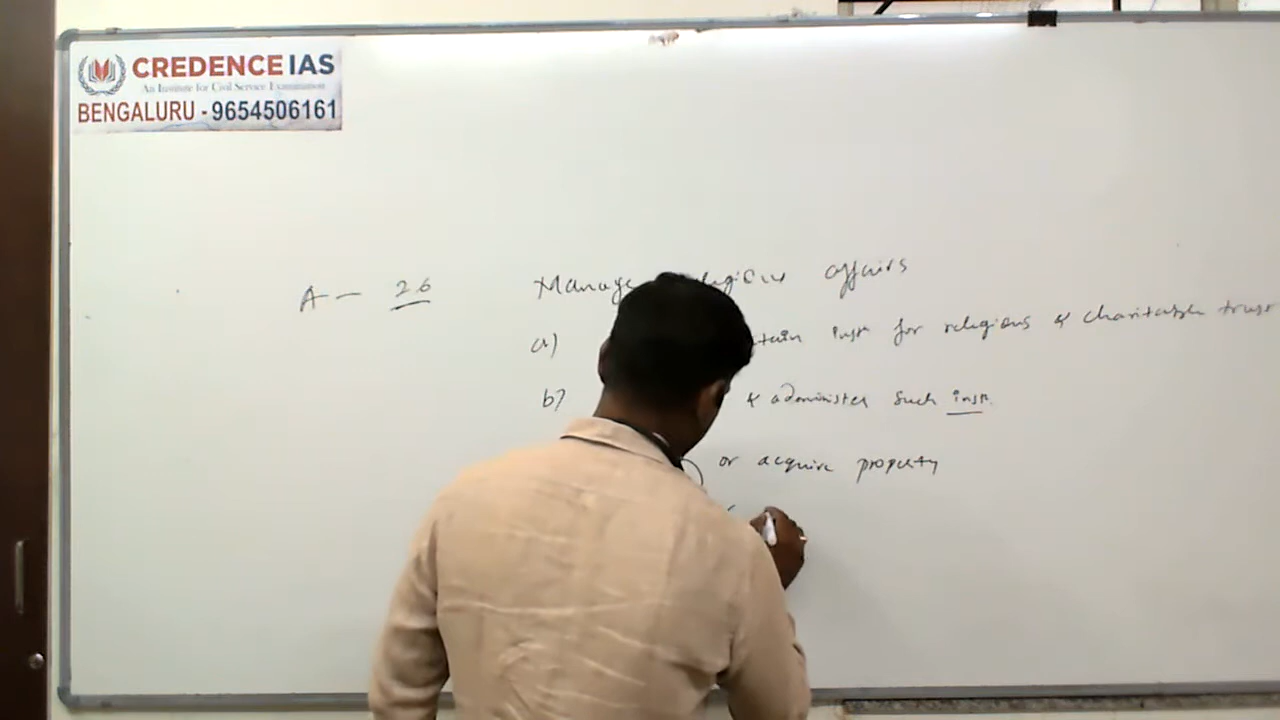 CREDENCE IAS
An Institute for Civil Service Examination
BENGALURU - 9654506161
A - 26 affairs
a) for religious & charitable trust
b) & administer such inst.
or acquire property